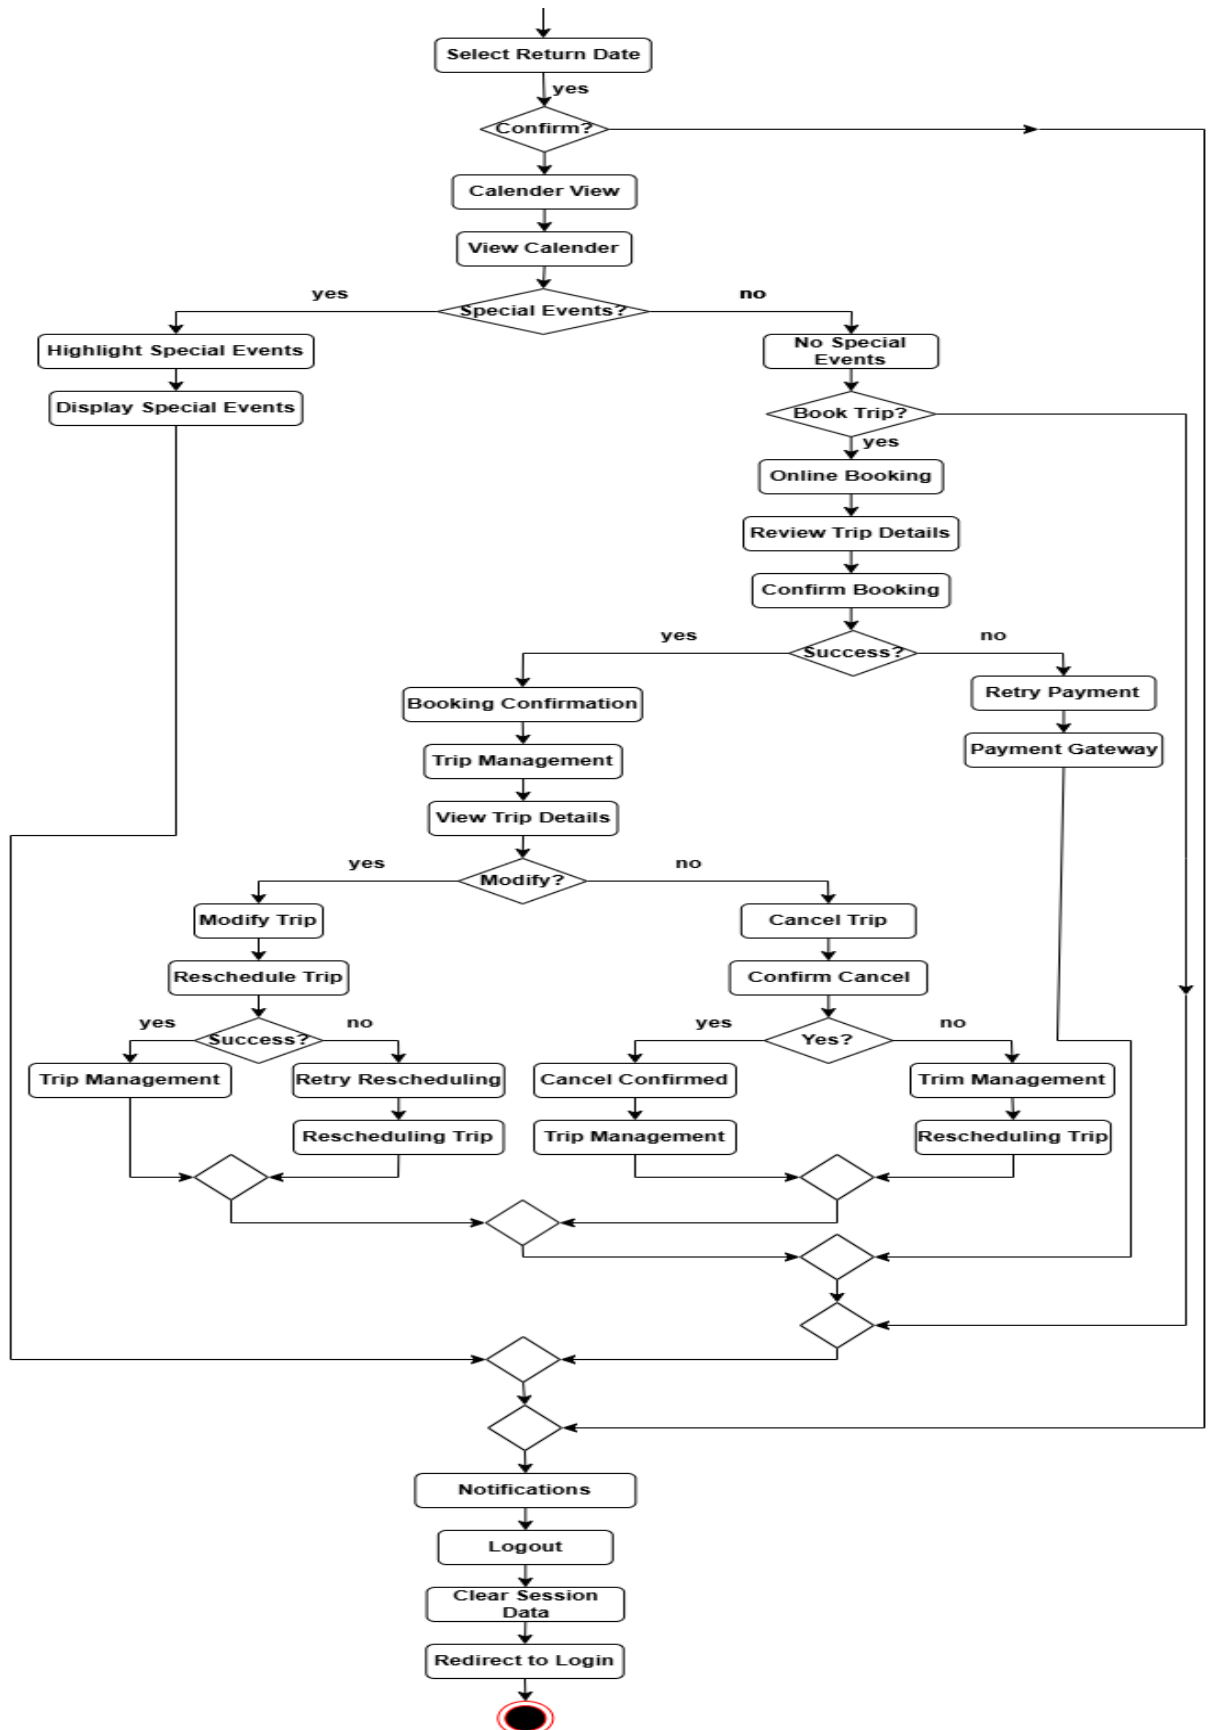 Select Return Date
yes
Confirm?
Calender View
View Calender
yes
no
Special Events?
Highlight Special Events
No Special
Events
Display Special Events
Book Trip?
yes
Online Booking
Review Trip Details
Confirm Booking
yes
no
Success?
Booking Confirmation
Retry Payment
Trip Management
Payment Gateway
View Trip Details
yes
no
Modify?
Modify Trip
Cancel Trip
Reschedule Trip
Confirm Cancel
yes
no
yes
no
Success?
Yes?
Trip Management
Retry Rescheduling
Cancel Confirmed
Trim Management
Rescheduling Trip
Trip Management
Rescheduling Trip
Notifications
Logout
Clear Session
Data
Redirect to Login